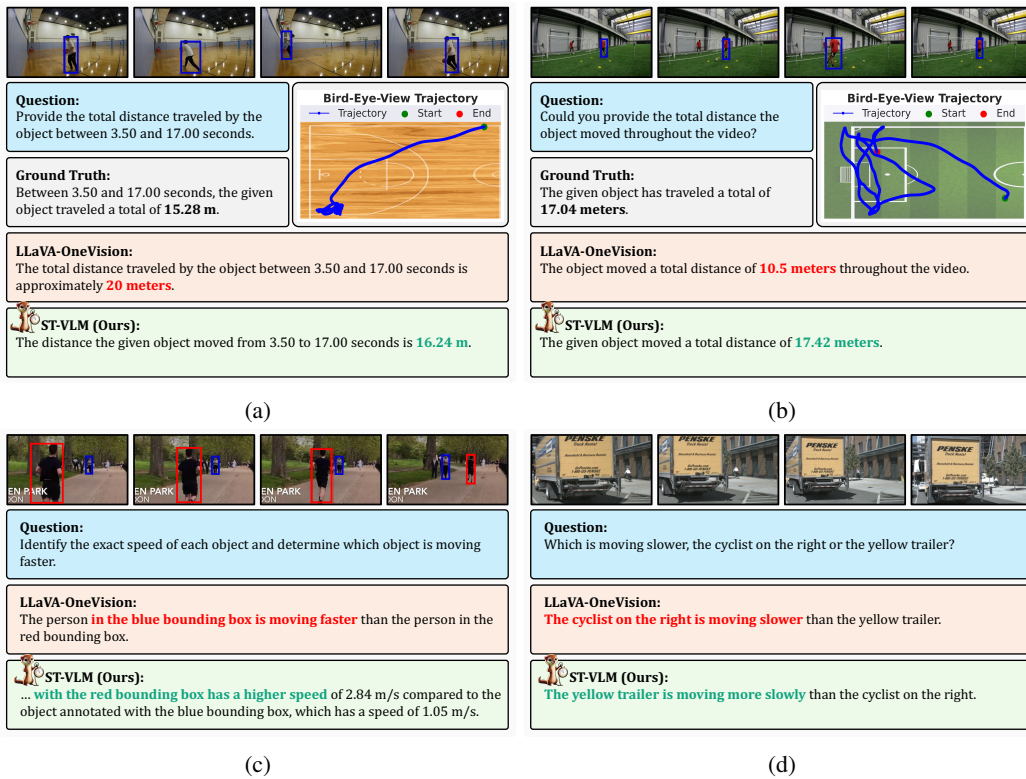 Question:
Provide the total distance traveled by the
object between 3.50 and 17.00 seconds.
Bird-Eye-View Trajectory
Trajectory Start End
Ground Truth:
Between 3.50 and 17.00 seconds, the given
object traveled a total of 15.28 m.
LLaVA-OneVision:
The total distance traveled by the object between 3.50 and 17.00 seconds is
approximately 20 meters.
ST-VLM (Ours):
The distance the given object moved from 3.50 to 17.00 seconds is 16.24 m.
(a)
Question:
Could you provide the total distance the
object moved throughout the video?
Bird-Eye-View Trajectory
Trajectory Start End
Ground Truth:
The given object has traveled a total of
17.04 meters.
LLaVA-OneVision:
The object moved a total distance of 10.5 meters throughout the video.
ST-VLM (Ours):
The given object moved a total distance of 17.42 meters.
(b)
EN PARK
EN PARK
EN PARK
EN PARK
Question:
Identify the exact speed of each object and determine which object is moving
faster.
LLaVA-OneVision:
The person in the blue bounding box is moving faster than the person in the
red bounding box.
ST-VLM (Ours):
... with the red bounding box has a higher speed of 2.84 m/s compared to the
object annotated with the blue bounding box, which has a speed of 1.05 m/s.
(c)
PENSKE
PENSKE
PENSKE
PENSKE
Question:
Which is moving slower, the cyclist on the right or the yellow trailer?
LLaVA-OneVision:
The cyclist on the right is moving slower than the yellow trailer.
ST-VLM (Ours):
The yellow trailer is moving more slowly than the cyclist on the right.
(d)